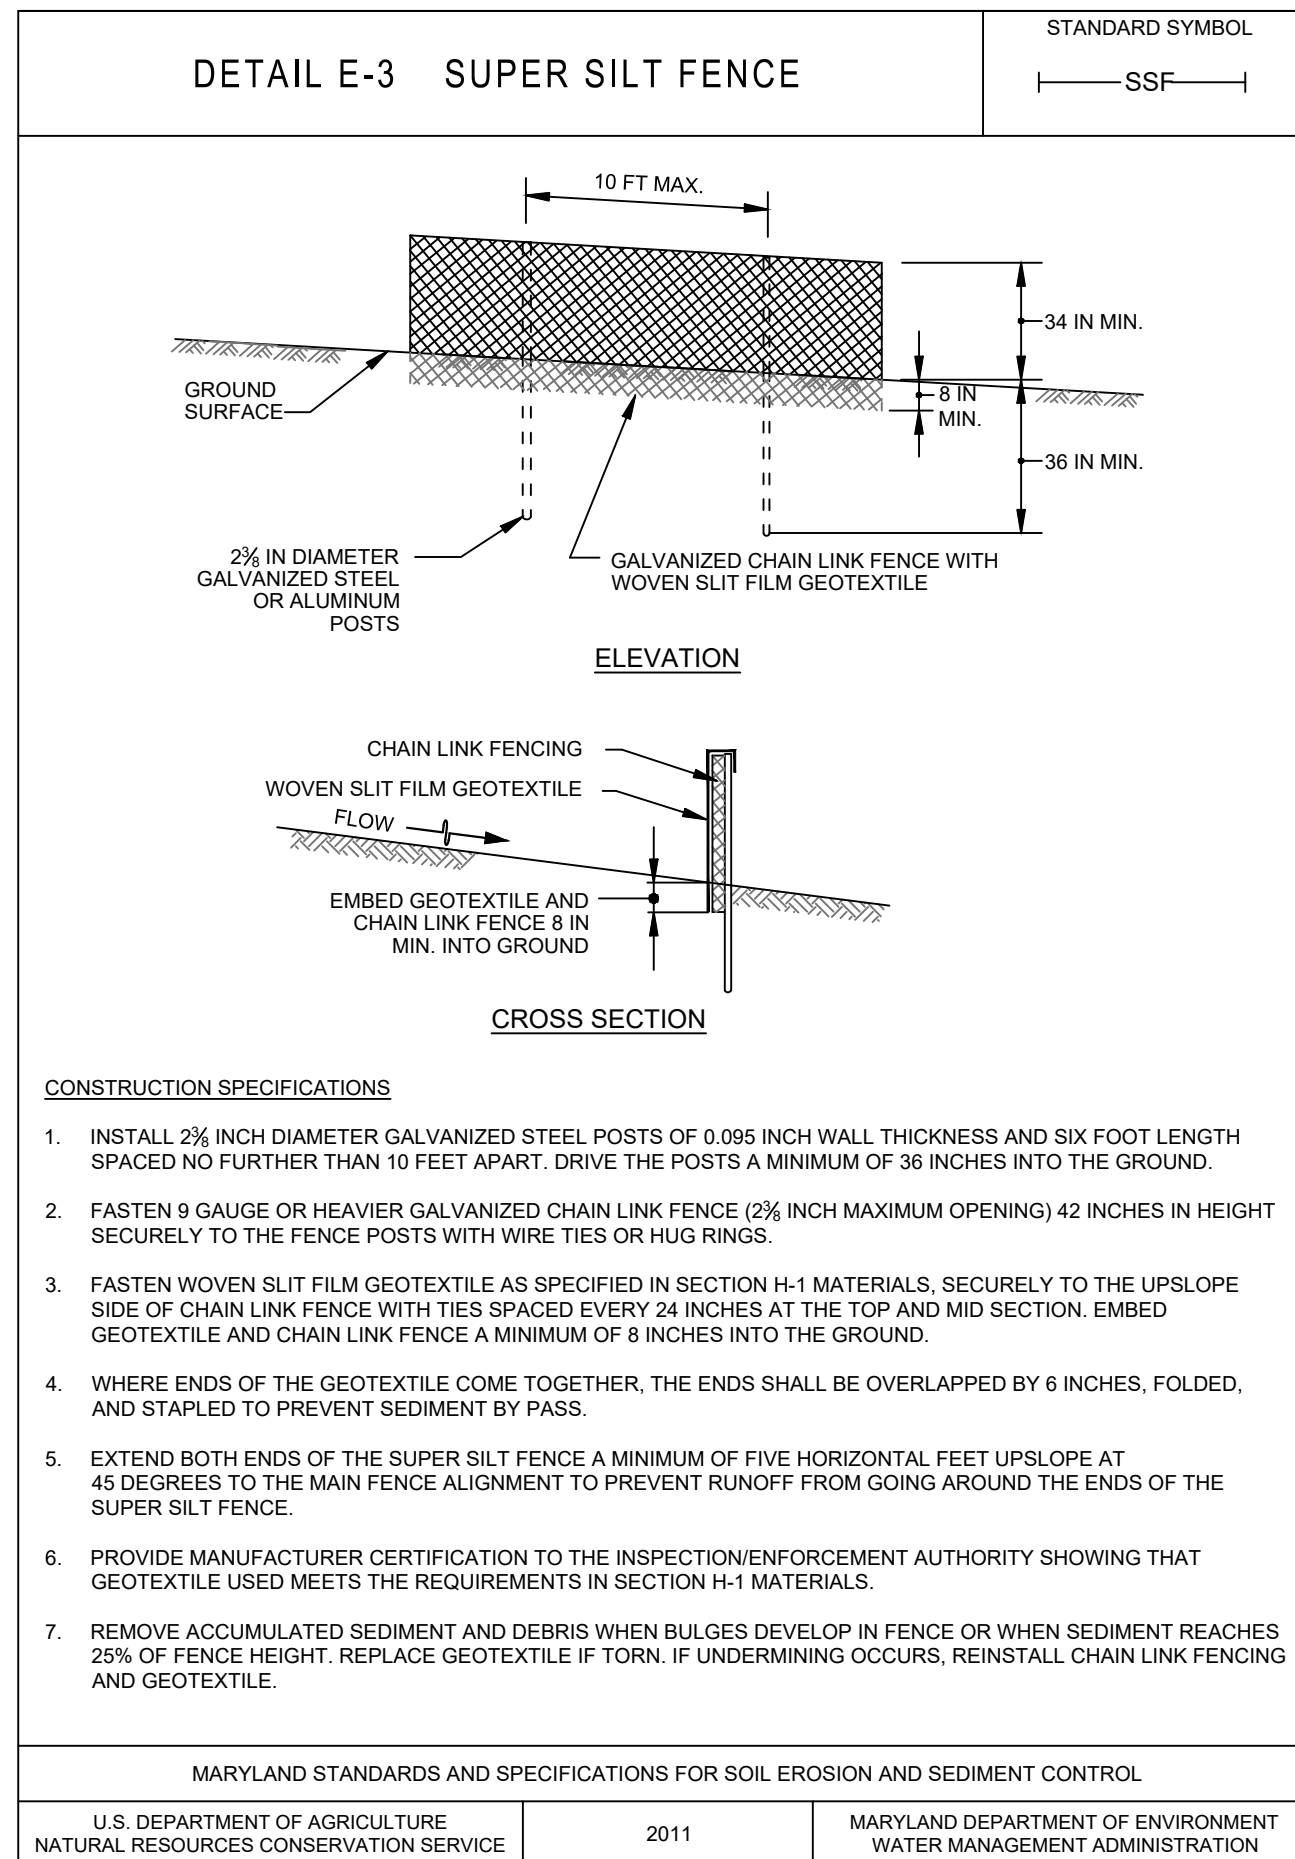 DETAIL E-3 SUPER SILT FENCE
STANDARD SYMBOL
SSF
10 FT MAX.
34 IN MIN.
GROUND
SURFACE
8 IN
MIN.
36 IN MIN.
2⅜ IN DIAMETER
GALVANIZED STEEL
OR ALUMINUM
POSTS
GALVANIZED CHAIN LINK FENCE WITH
WOVEN SLIT FILM GEOTEXTILE
ELEVATION
CHAIN LINK FENCING
WOVEN SLIT FILM GEOTEXTILE
FLOW
EMBED GEOTEXTILE AND
CHAIN LINK FENCE 8 IN
MIN. INTO GROUND
CROSS SECTION
CONSTRUCTION SPECIFICATIONS
1. INSTALL 2⅜ INCH DIAMETER GALVANIZED STEEL POSTS OF 0.095 INCH WALL THICKNESS AND SIX FOOT LENGTH
SPACED NO FURTHER THAN 10 FEET APART. DRIVE THE POSTS A MINIMUM OF 36 INCHES INTO THE GROUND.
2. FASTEN 9 GAUGE OR HEAVIER GALVANIZED CHAIN LINK FENCE (2⅜ INCH MAXIMUM OPENING) 42 INCHES IN HEIGHT
SECURELY TO THE FENCE POSTS WITH WIRE TIES OR HUG RINGS.
3. FASTEN WOVEN SLIT FILM GEOTEXTILE AS SPECIFIED IN SECTION H-1 MATERIALS, SECURELY TO THE UPSLOPE
SIDE OF CHAIN LINK FENCE WITH TIES SPACED EVERY 24 INCHES AT THE TOP AND MID SECTION. EMBED
GEOTEXTILE AND CHAIN LINK FENCE A MINIMUM OF 8 INCHES INTO THE GROUND.
4. WHERE ENDS OF THE GEOTEXTILE COME TOGETHER, THE ENDS SHALL BE OVERLAPPED BY 6 INCHES, FOLDED,
AND STAPLED TO PREVENT SEDIMENT BY PASS.
5. EXTEND BOTH ENDS OF THE SUPER SILT FENCE A MINIMUM OF FIVE HORIZONTAL FEET UPSLOPE AT
45 DEGREES TO THE MAIN FENCE ALIGNMENT TO PREVENT RUNOFF FROM GOING AROUND THE ENDS OF THE
SUPER SILT FENCE.
6. PROVIDE MANUFACTURER CERTIFICATION TO THE INSPECTION/ENFORCEMENT AUTHORITY SHOWING THAT
GEOTEXTILE USED MEETS THE REQUIREMENTS IN SECTION H-1 MATERIALS.
7. REMOVE ACCUMULATED SEDIMENT AND DEBRIS WHEN BULGES DEVELOP IN FENCE OR WHEN SEDIMENT REACHES
25% OF FENCE HEIGHT. REPLACE GEOTEXTILE IF TORN. IF UNDERMINING OCCURS, REINSTALL CHAIN LINK FENCING
AND GEOTEXTILE.
MARYLAND STANDARDS AND SPECIFICATIONS FOR SOIL EROSION AND SEDIMENT CONTROL
U.S. DEPARTMENT OF AGRICULTURE
NATURAL RESOURCES CONSERVATION SERVICE
2011
MARYLAND DEPARTMENT OF ENVIRONMENT
WATER MANAGEMENT ADMINISTRATION